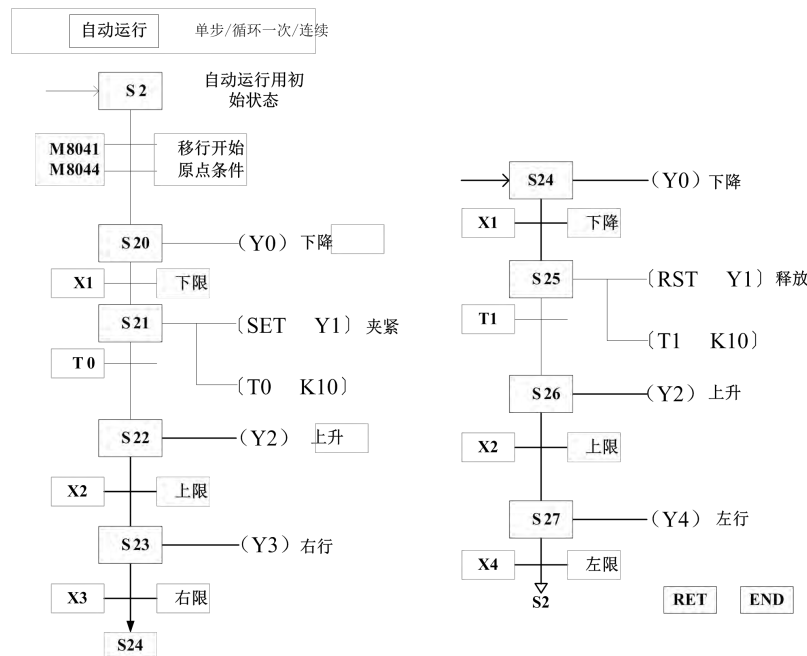 自动运行 单步/循环一次/连续
S 2
自动运行用初
始状态
M8041 移行开始
M8044 原点条件
S20 (Y0) 下降
X1 下限
S21 〔SET Y1〕 夹紧
T 0
〔T0 K10〕
S22 (Y2) 上升
X2 上限
S23 (Y3) 右行
X3 右限
S24
S24 (Y0) 下降
X1 下降
S25 〔RST Y1〕 释放
T1
〔T1 K10〕
S26 (Y2) 上升
X2 上限
S27 (Y4) 左行
X4 左限
S2
RET END